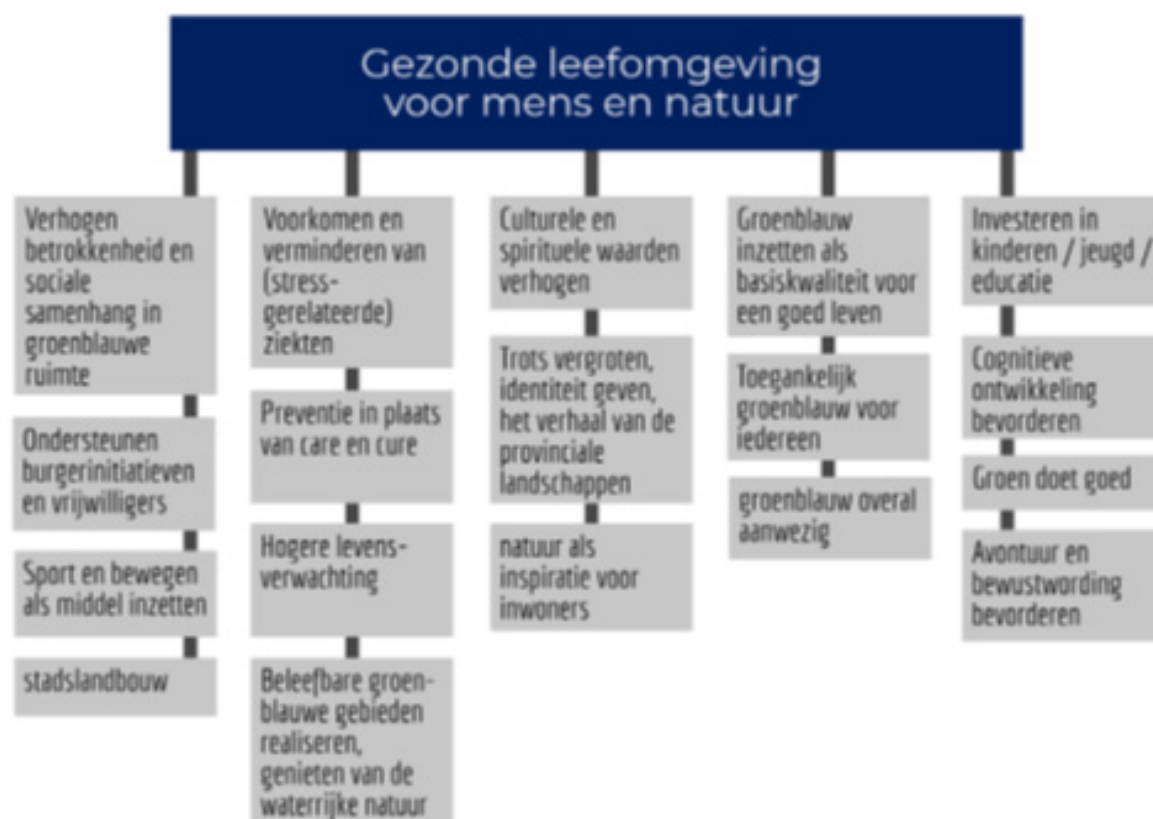 Gezonde leefomgeving
voor mens en natuur
Verhogen
betrokkenheid en
sociale
samenhang in
groenblauwe
ruimte
Ondersteunen
burgerinitiatieven
en vrijwilligers
Sport en bewegen
als middel inzetten
stadslandbouw
Voorkomen en
verminderen van
(stress-
gerelateerde)
ziekten
Preventie in plaats
van care en cure
Hogere levens-
verwachting
Beleefbare groen-
blauwe gebieden
realiseren,
genieten van de
waterrijke natuur
Culturele en
spirituele waarden
verhogen
Trots vergroten,
identiteit geven,
het verhaal van de
provinciale
landschappen
natuur als
inspiratie voor
inwoners
Groenblauw
inzetten als
basiskwaliteit voor
een goed leven
Toegankelijk
groenblauw voor
iedereen
groenblauw overal
aanwezig
Investeren in
kinderen / jeugd /
educatie
Cognitieve
ontwikkeling
bevorderen
Groen doet goed
Avontuur en
bewustwording
bevorderen